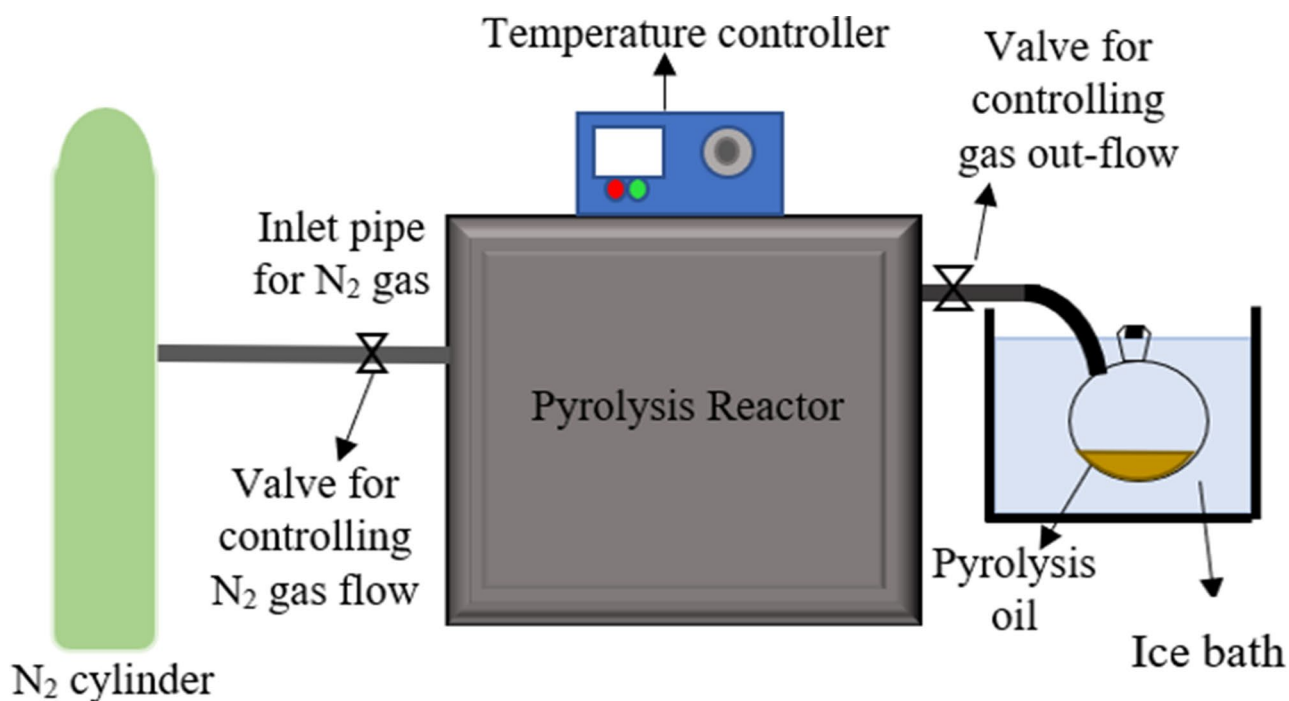 Temperature controller
Valve for
controlling
gas out-flow
Inlet pipe
for N₂ gas
Pyrolysis Reactor
Valve for
controlling
N₂ gas flow
Pyrolysis
oil
Ice bath
N₂ cylinder